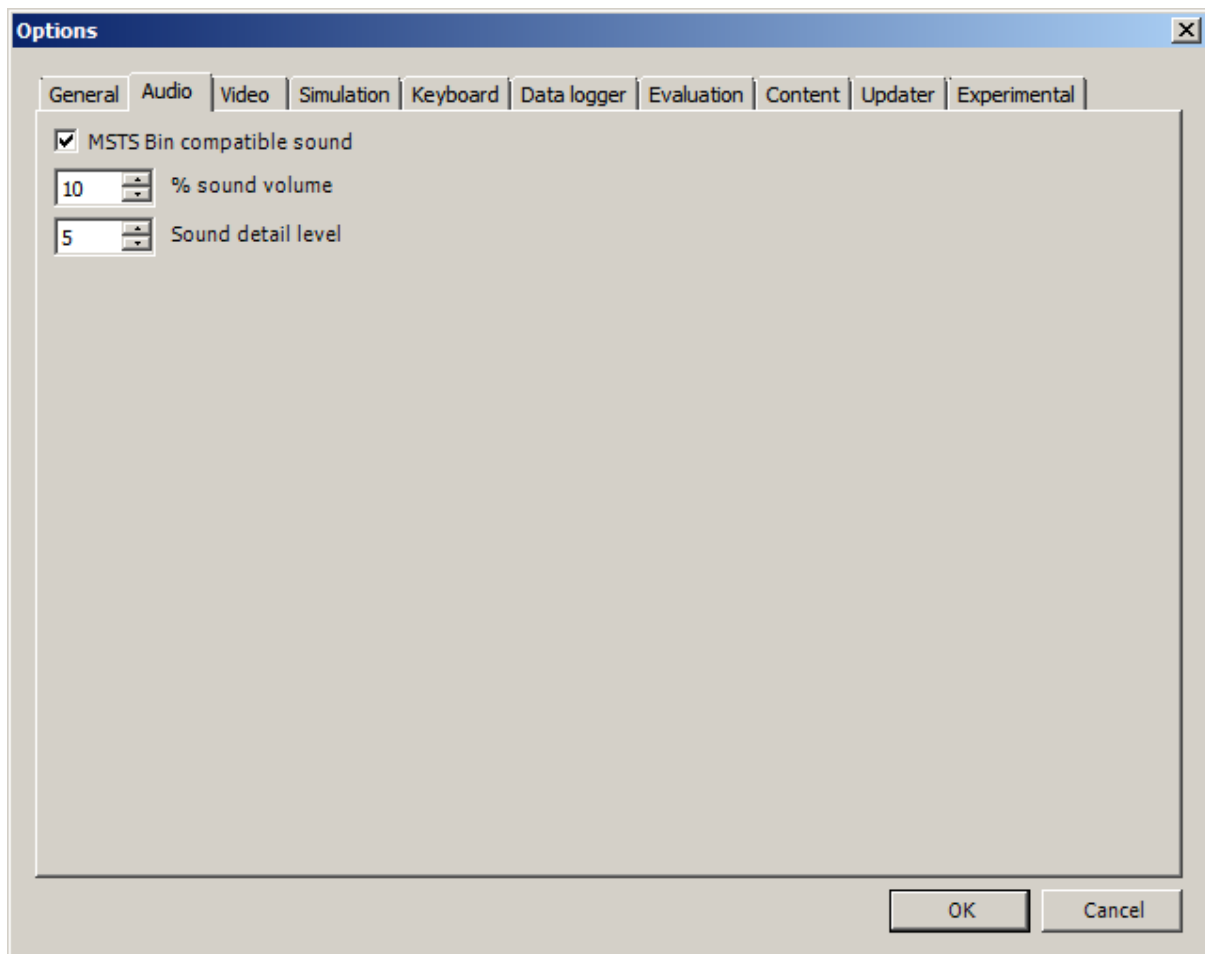 Options
General Audio Video Simulation Keyboard Data logger Evaluation Content Updater Experimental
MSTS Bin compatible sound
10 % sound volume
5 Sound detail level
OK Cancel